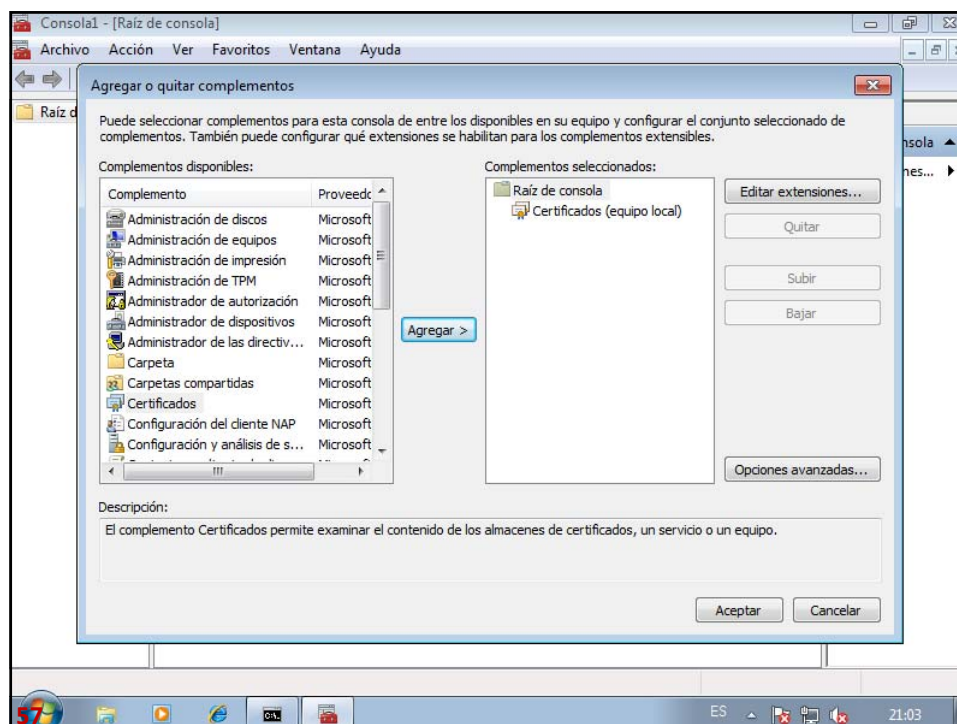 Consola1 - [Raíz de consola]
Archivo Acción Ver Favoritos Ventana Ayuda
Agregar o quitar complementos
Raíz d
Puede seleccionar complementos para esta consola de entre los disponibles en su equipo y configurar el conjunto seleccionado de
complementos. También puede configurar qué extensiones se habilitan para los complementos extensibles.
nsola
nes...
Complementos disponibles:
Complemento Proveedc
Administración de discos Microsoft
Administración de equipos Microsoft
Administración de impresión Microsoft
Administración de TPM Microsoft
Administrador de autorización Microsoft
Administrador de dispositivos Microsoft
Administrador de las directiv... Microsoft
Carpeta Microsoft
Carpetas compartidas Microsoft
Certificados Microsoft
Configuración del cliente NAP Microsoft
Configuración y análisis de s... Microsoft
Agregar >
Complementos seleccionados:
Raíz de consola
Certificados (equipo local)
Editar extensiones...
Quitar
Subir
Bajar
Opciones avanzadas...
Descripción:
El complemento Certificados permite examinar el contenido de los almacenes de certificados, un servicio o un equipo.
Aceptar Cancelar
57
C:\.
ES
21:03